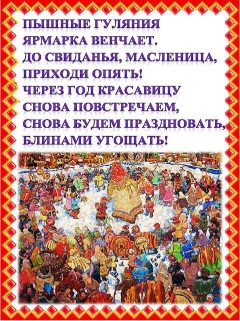 ПЫШНЫЕ ГУЛЯНИЯ
ЯРМАРКА ВЕНЧАЕТ.
ДО СВИДАНЬЯ, МАСЛЕНИЦА,
ПРИХОДИ ОПЯТЬ!
ЧЕРЕЗ ГОД КРАСАВИЦУ
СНОВА ПОВСТРЕЧАЕМ,
СНОВА БУДЕМ ПРАЗДНОВАТЬ,
БЛИНАМИ УГОЩАТЬ!